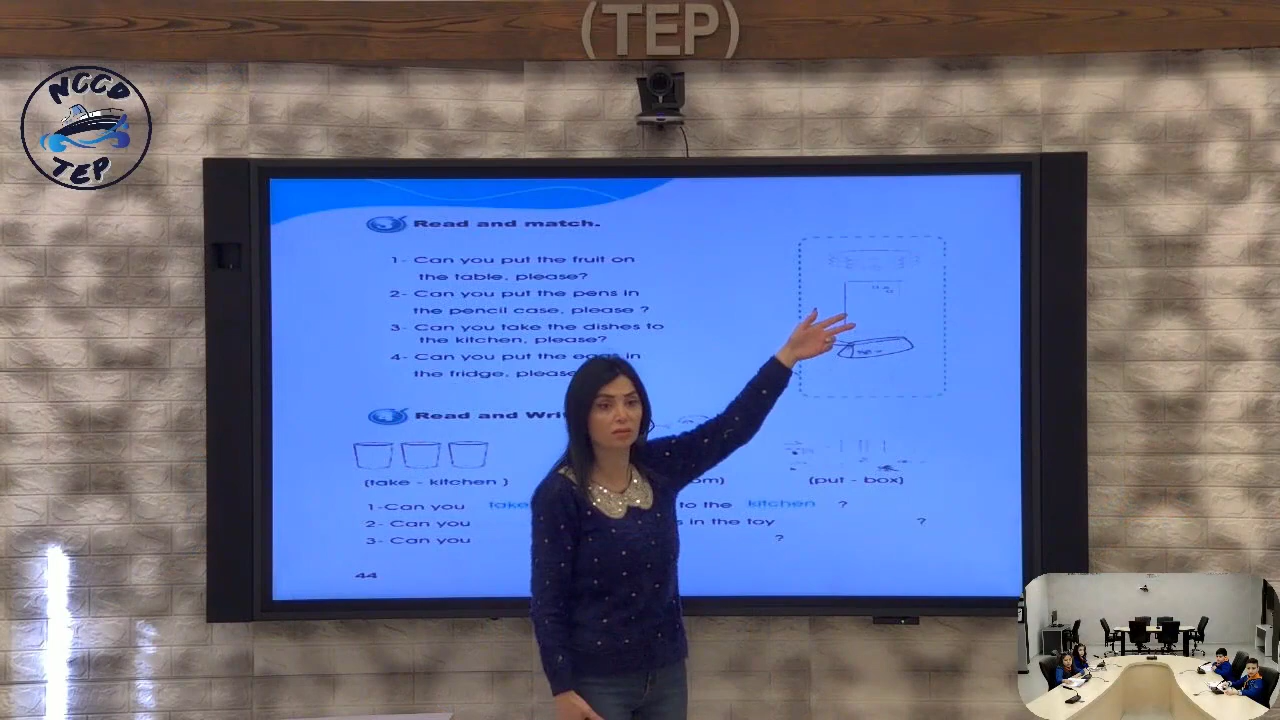 (TEP)
NCCD
TEP
Read and match.
1- Can you put the fruit on
the table, please?
2- Can you put the pens in
the pencil case, please ?
3- Can you take the dishes to
the kitchen, please?
4- Can you put the eggs in
the fridge, please
Read and Wri
(take - kitchen )
(put - box)
1-Can you take to the kitchen ?
2- Can you in the toy ?
3- Can you ?
44